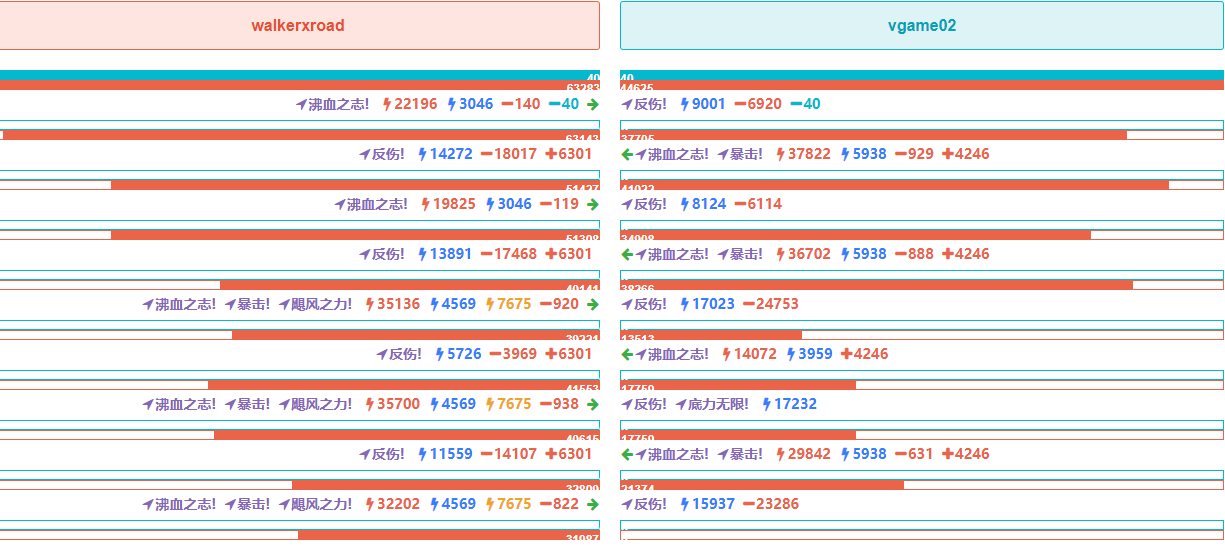 walkerxroad vgame02
40 40
63283 44625
沸血之志! 22196 3046 −140 −40 → 反伤! 9001 −6920 −40
63143 37705
反伤! 14272 −18017 +6301 ← 沸血之志! 暴击! 37822 5938 −929 +4246
51427 41022
沸血之志! 19825 3046 −119 → 反伤! 8124 −6114
51308 34908
反伤! 13891 −17468 +6301 ← 沸血之志! 暴击! 36702 5938 −888 +4246
40141 38266
沸血之志! 暴击! 飓风之力! 35136 4569 7675 −920 → 反伤! 17023 −24753
39221 13513
反伤! 5726 −3969 +6301 ← 沸血之志! 14072 3959 +4246
41553 17759
沸血之志! 暴击! 飓风之力! 35700 4569 7675 −938 → 反伤! 底力无限! 17232
40615 17759
反伤! 11559 −14107 +6301 ← 沸血之志! 暴击! 29842 5938 −631 +4246
32809 21374
沸血之志! 暴击! 飓风之力! 32202 4569 7675 −822 → 反伤! 15937 −23286
31987